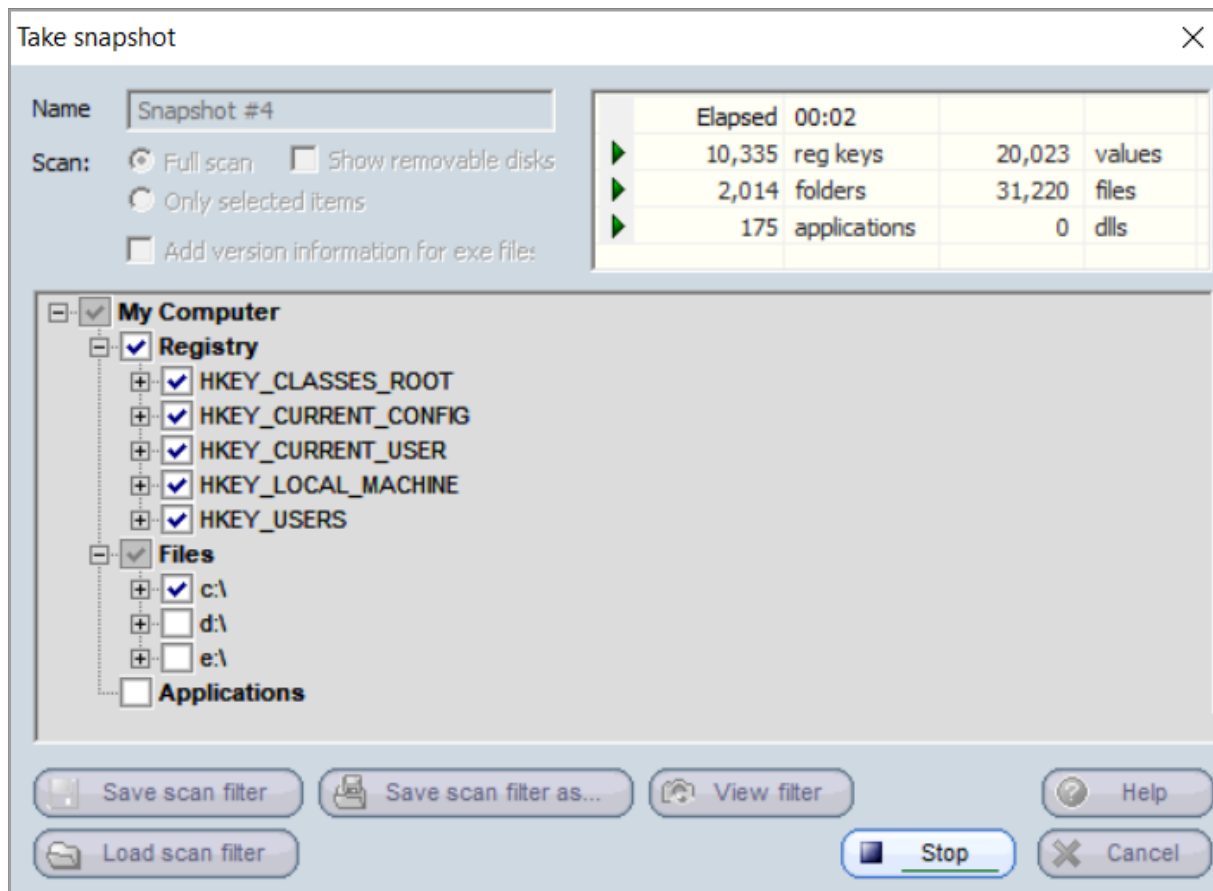 Take snapshot
Name Snapshot #4
Scan: Full scan Show removable disks
Only selected items
Add version information for exe files
Elapsed 00:02
10,335 reg keys 20,023 values
2,014 folders 31,220 files
175 applications 0 dlls
My Computer
Registry
HKEY_CLASSES_ROOT
HKEY_CURRENT_CONFIG
HKEY_CURRENT_USER
HKEY_LOCAL_MACHINE
HKEY_USERS
Files
c:\
d:\
e:\
Applications
Save scan filter Save scan filter as... View filter Help
Load scan filter Stop Cancel